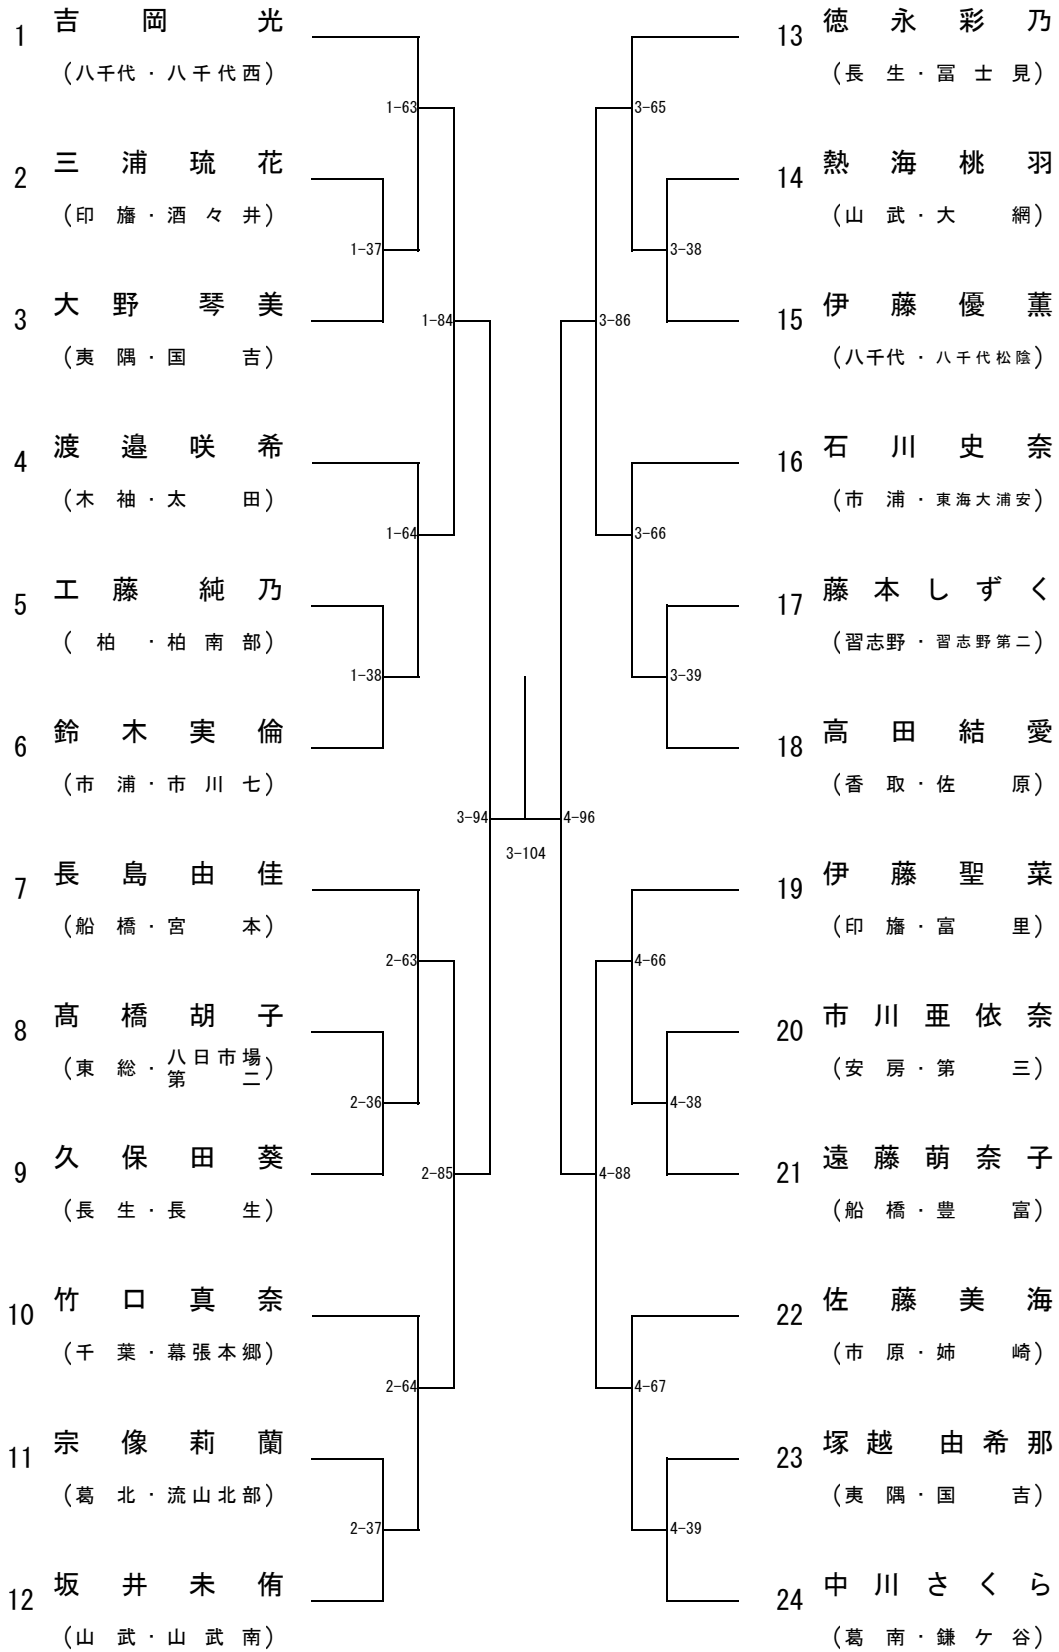 1 吉岡光
(八千代・八千代西)
2 三浦琉花
(印旛・酒々井)
3 大野琴美
(夷隅・国吉)
4 渡邉咲希
(木袖・太田)
5 工藤純乃
(柏・柏南部)
6 鈴木実倫
(市浦・市川七)
7 長島由佳
(船橋・宮本)
8 髙橋胡子
(東総・八日市場第二)
9 久保田葵
(長生・長生)
10 竹口真奈
(千葉・幕張本郷)
11 宗像莉蘭
(葛北・流山北部)
12 坂井未侑
(山武・山武南)
1-63
1-37
1-84
1-64
1-38
3-94
2-63
2-36
2-85
2-64
2-37
3-104
3-65
3-38
3-86
3-66
3-39
4-96
4-66
4-38
4-88
4-67
4-39
13 徳永彩乃
(長生・冨士見)
14 熱海桃羽
(山武・大網)
15 伊藤優薫
(八千代・八千代松陰)
16 石川史奈
(市浦・東海大浦安)
17 藤本しずく
(習志野・習志野第二)
18 高田結愛
(香取・佐原)
19 伊藤聖菜
(印旛・富里)
20 市川亜依奈
(安房・第三)
21 遠藤萌奈子
(船橋・豊富)
22 佐藤美海
(市原・姉崎)
23 塚越由希那
(夷隅・国吉)
24 中川さくら
(葛南・鎌ケ谷)